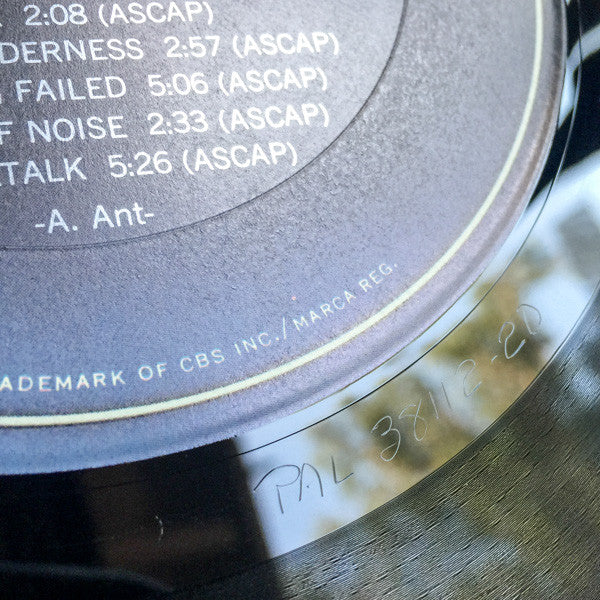 2:08 (ASCAP)
DERNESS 2:57 (ASCAP)
FAILED 5:06 (ASCAP)
F NOISE 2:33 (ASCAP)
TALK 5:26 (ASCAP)
-A. Ant-
ADEMARK OF CBS INC./MARCA REG.
PAL 38112-2D